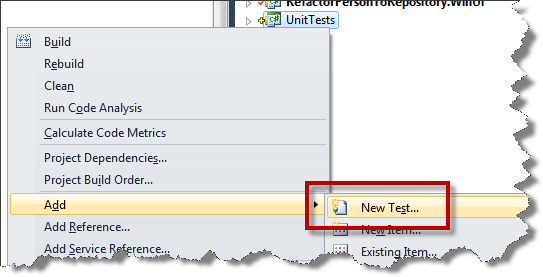 RefactorPersonToRepository.WinUI
UnitTests
Build
Rebuild
Clean
Run Code Analysis
Calculate Code Metrics
Project Dependencies...
Project Build Order...
Add
New Test...
Add Reference...
New Item...
Add Service Reference...
Existing Item...